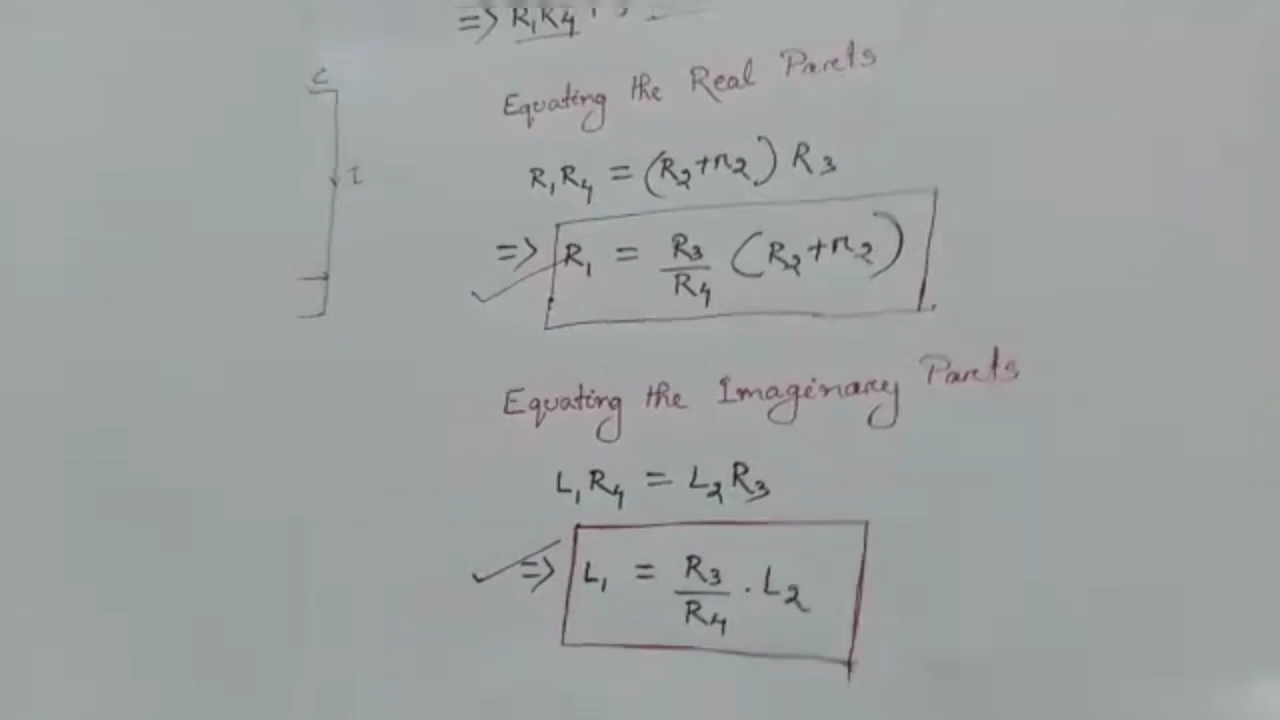 => R₁R₄
C
Equating the Real Parts
I
R₁R₄ = (R₂+r₂) R₃
=> R₁ = R₃/R₄ (R₂+r₂)
Equating the Imaginary Parts
L₁R₄ = L₂R₃
=> L₁ = R₃/R₄ . L₂